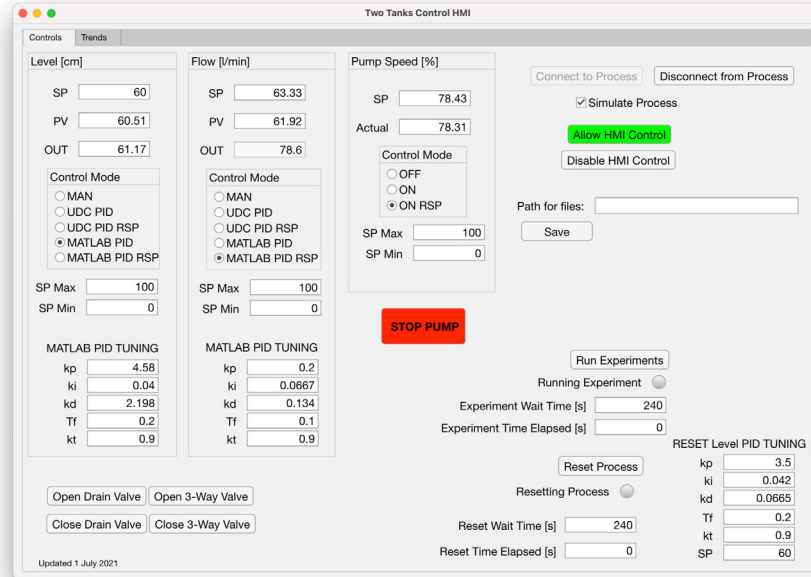 Two Tanks Control HMI
Controls Trends
Level [cm]
SP 60
PV 60.51
OUT 61.17
Control Mode
MAN
UDC PID
UDC PID RSP
MATLAB PID
MATLAB PID RSP
SP Max 100
SP Min 0
MATLAB PID TUNING
kp 4.58
ki 0.04
kd 2.198
Tf 0.2
kt 0.9
Flow [l/min]
SP 63.33
PV 61.92
OUT 78.6
Control Mode
MAN
UDC PID
UDC PID RSP
MATLAB PID
MATLAB PID RSP
SP Max 100
SP Min 0
MATLAB PID TUNING
kp 0.2
ki 0.0667
kd 0.134
Tf 0.1
kt 0.9
Pump Speed [%]
SP 78.43
Actual 78.31
Control Mode
OFF
ON
ON RSP
SP Max 100
SP Min 0
STOP PUMP
Connect to Process Disconnect from Process
Simulate Process
Allow HMI Control
Disable HMI Control
Path for files:
Save
Run Experiments
Running Experiment
Experiment Wait Time [s] 240
Experiment Time Elapsed [s] 0
Reset Process
Resetting Process
Reset Wait Time [s] 240
Reset Time Elapsed [s] 0
RESET Level PID TUNING
kp 3.5
ki 0.042
kd 0.0665
Tf 0.2
kt 0.9
SP 60
Open Drain Valve Open 3-Way Valve
Close Drain Valve Close 3-Way Valve
Updated 1 July 2021